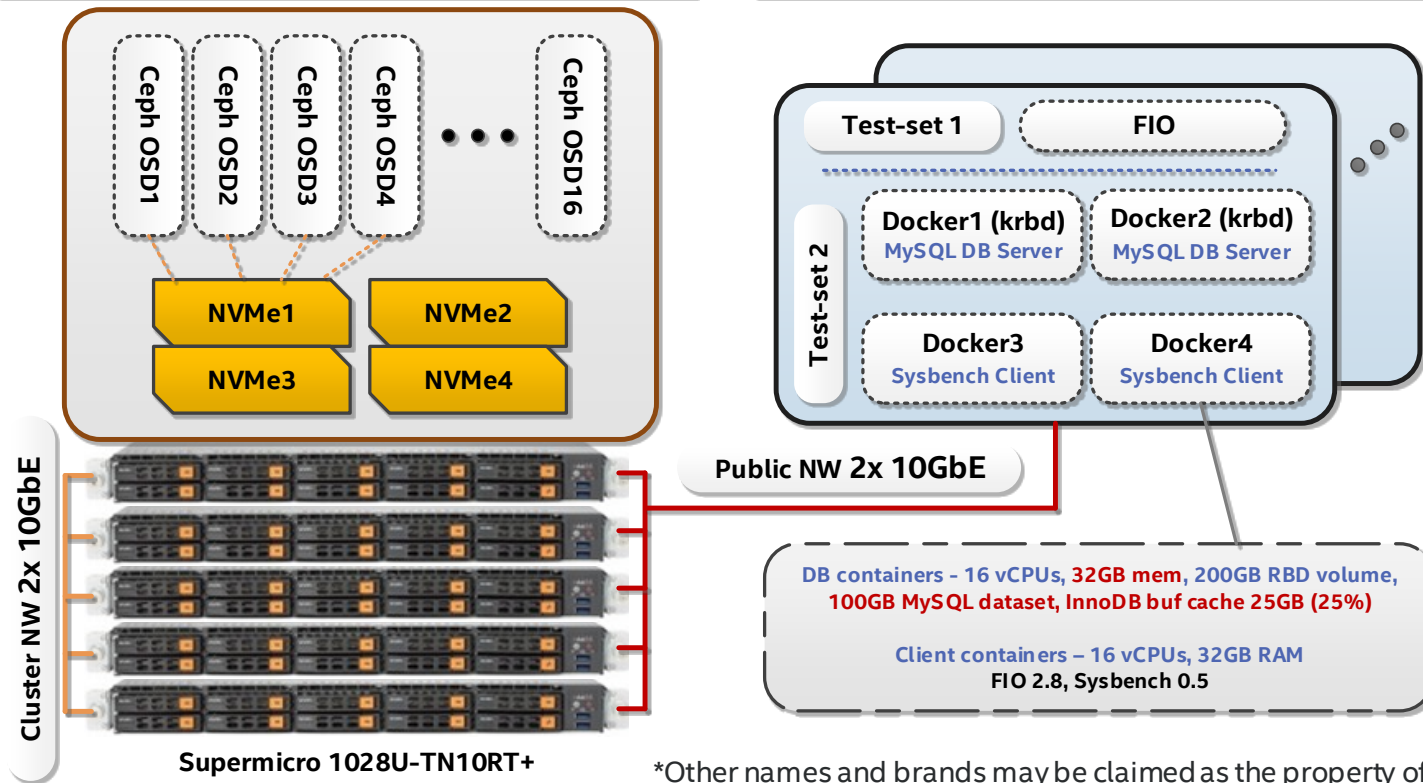 Ceph OSD1
Ceph OSD2
Ceph OSD3
Ceph OSD4
Ceph OSD16
NVMe1
NVMe2
NVMe3
NVMe4
Cluster NW 2x 10GbE
Supermicro 1028U-TN10RT+
Public NW 2x 10GbE
Test-set 1
FIO
Test-set 2
Docker1 (krbd)
MySQL DB Server
Docker2 (krbd)
MySQL DB Server
Docker3
Sysbench Client
Docker4
Sysbench Client
DB containers - 16 vCPUs, 32GB mem, 200GB RBD volume,
100GB MySQL dataset, InnoDB buf cache 25GB (25%)
Client containers – 16 vCPUs, 32GB RAM
FIO 2.8, Sysbench 0.5
*Other names and brands may be claimed as the property of